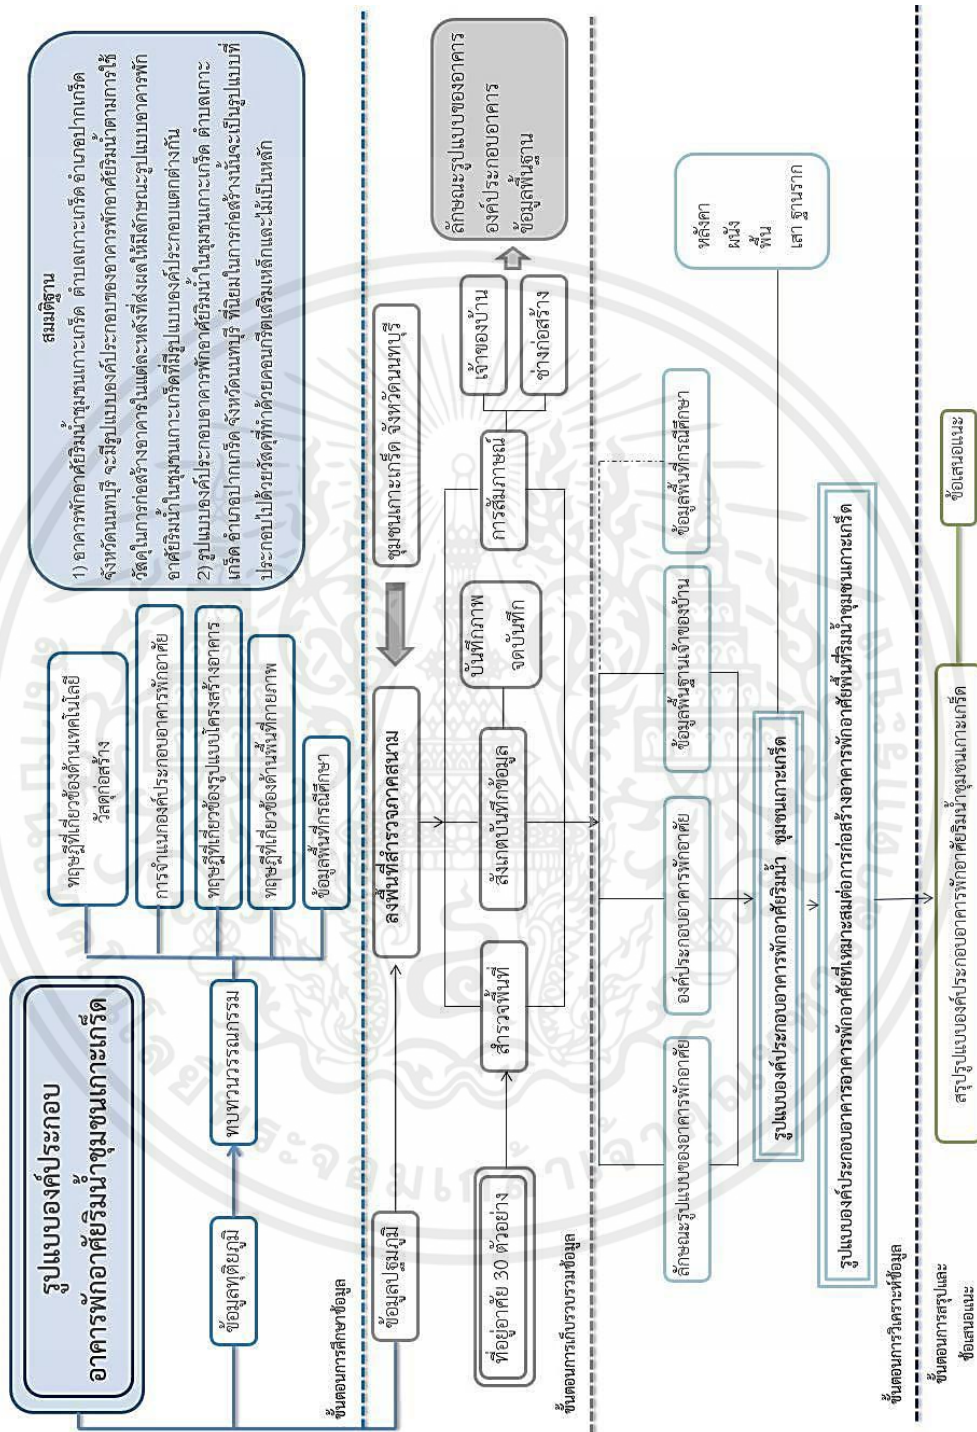 รูปแบบองค์ประกอบ
อาคารพักอาศัยริมน้ำชุมชนเกาะเกร็ด
ข้อมูลทุติยภูมิ
ทบทวนวรรณกรรม
ทฤษฎีที่เกี่ยวข้องด้านเทคโนโลยี
วัสดุก่อสร้าง
การจำแนกองค์ประกอบอาคารพักอาศัย
ทฤษฎีที่เกี่ยวข้องรูปแบบโครงสร้างอาคาร
ทฤษฎีที่เกี่ยวข้องด้านพื้นที่กายภาพ
ข้อมูลพื้นที่กรณีศึกษา
สมมติฐาน
1) อาคารพักอาศัยริมน้ำชุมชนเกาะเกร็ด ตำบลเกาะเกร็ด อำเภอปากเกร็ด
จังหวัดนนทบุรี จะมีรูปแบบองค์ประกอบของอาคารพักอาศัยริมน้ำตามการใช้
วัสดุในการก่อสร้างอาคารในแต่ละหลังที่ส่งผลให้มีลักษณะรูปแบบอาคารพัก
อาศัยริมน้ำในชุมชนเกาะเกร็ดที่มีรูปแบบองค์ประกอบแตกต่างกัน
2) รูปแบบองค์ประกอบอาคารพักอาศัยริมน้ำในชุมชนเกาะเกร็ด ตำบลเกาะ
เกร็ด อำเภอปากเกร็ด จังหวัดนนทบุรี ที่นิยมในการก่อสร้างนั้นจะเป็นรูปแบบที่
ประกอบไปด้วยวัสดุที่ทำด้วยคอนกรีตเสริมเหล็กและไม้เป็นหลัก
ขั้นตอนการศึกษาข้อมูล
ข้อมูลปฐมภูมิ
ลงพื้นที่สำรวจภาคสนาม
ชุมชนเกาะเกร็ด จังหวัดนนทบุรี
ที่อยู่อาศัย 30 ตัวอย่าง
สำรวจพื้นที่
สังเกตบันทึกข้อมูล
บันทึกภาพ
จดบันทึก
การสัมภาษณ์
เจ้าของบ้าน
ช่างก่อสร้าง
ลักษณะรูปแบบของอาคาร
องค์ประกอบอาคาร
ข้อมูลพื้นฐาน
ขั้นตอนการเก็บรวบรวมข้อมูล
ลักษณะรูปแบบของอาคารพักอาศัย
องค์ประกอบอาคารพักอาศัย
ข้อมูลพื้นฐานเจ้าของบ้าน
ข้อมูลพื้นที่กรณีศึกษา
หลังคา
ผนัง
พื้น
เสา ฐานราก
รูปแบบองค์ประกอบอาคารพักอาศัยริมน้ำ ชุมชนเกาะเกร็ด
รูปแบบองค์ประกอบอาคารอาคารพักอาศัยที่เหมาะสมต่อการก่อสร้างอาคารพักอาศัยพื้นที่ริมน้ำชุมชนเกาะเกร็ด
ขั้นตอนการวิเคราะห์ข้อมูล
สรุปรูปแบบองค์ประกอบอาคารพักอาศัยริมน้ำชุมชนเกาะเกร็ด
ข้อเสนอแนะ
ขั้นตอนการสรุปและ
ข้อเสนอแนะ